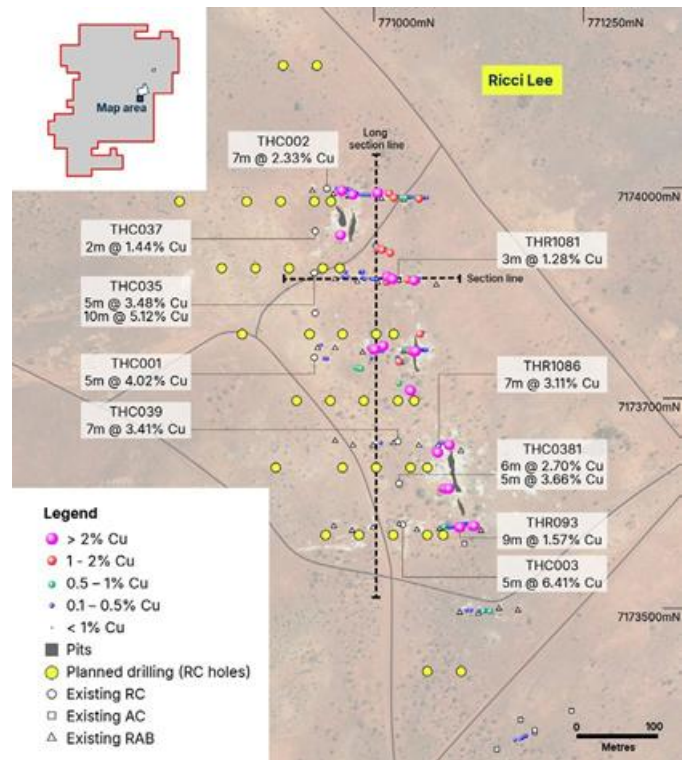 771000mN
771250mN
Map area
Ricci Lee
Long
section line
THC002
7m @ 2.33% Cu
7174000mN
THC037
2m @ 1.44% Cu
THR1081
3m @ 1.28% Cu
Section line
THC035
5m @ 3.48% Cu
10m @ 5.12% Cu
THC001
5m @ 4.02% Cu
THR1086
7m @ 3.11% Cu
7173700mN
THC039
7m @ 3.41% Cu
THC0381
6m @ 2.70% Cu
5m @ 3.66% Cu
THR093
9m @ 1.57% Cu
THC003
5m @ 6.41% Cu
7173500mN
Legend
> 2% Cu
1 - 2% Cu
0.5 – 1% Cu
0.1 – 0.5% Cu
< 1% Cu
Pits
Planned drilling (RC holes)
Existing RC
Existing AC
Existing RAB
0
100
Metres